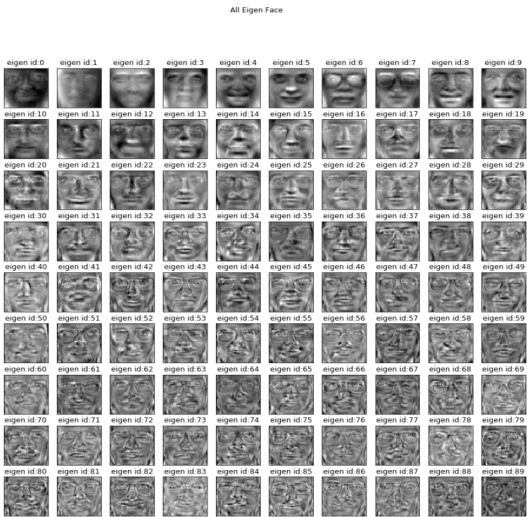 All Eigen Face
eigen id:0 eigen id:1 eigen id:2 eigen id:3 eigen id:4 eigen id:5 eigen id:6 eigen id:7 eigen id:8 eigen id:9
eigen id:10 eigen id:11 eigen id:12 eigen id:13 eigen id:14 eigen id:15 eigen id:16 eigen id:17 eigen id:18 eigen id:19
eigen id:20 eigen id:21 eigen id:22 eigen id:23 eigen id:24 eigen id:25 eigen id:26 eigen id:27 eigen id:28 eigen id:29
eigen id:30 eigen id:31 eigen id:32 eigen id:33 eigen id:34 eigen id:35 eigen id:36 eigen id:37 eigen id:38 eigen id:39
eigen id:40 eigen id:41 eigen id:42 eigen id:43 eigen id:44 eigen id:45 eigen id:46 eigen id:47 eigen id:48 eigen id:49
eigen id:50 eigen id:51 eigen id:52 eigen id:53 eigen id:54 eigen id:55 eigen id:56 eigen id:57 eigen id:58 eigen id:59
eigen id:60 eigen id:61 eigen id:62 eigen id:63 eigen id:64 eigen id:65 eigen id:66 eigen id:67 eigen id:68 eigen id:69
eigen id:70 eigen id:71 eigen id:72 eigen id:73 eigen id:74 eigen id:75 eigen id:76 eigen id:77 eigen id:78 eigen id:79
eigen id:80 eigen id:81 eigen id:82 eigen id:83 eigen id:84 eigen id:85 eigen id:86 eigen id:87 eigen id:88 eigen id:89